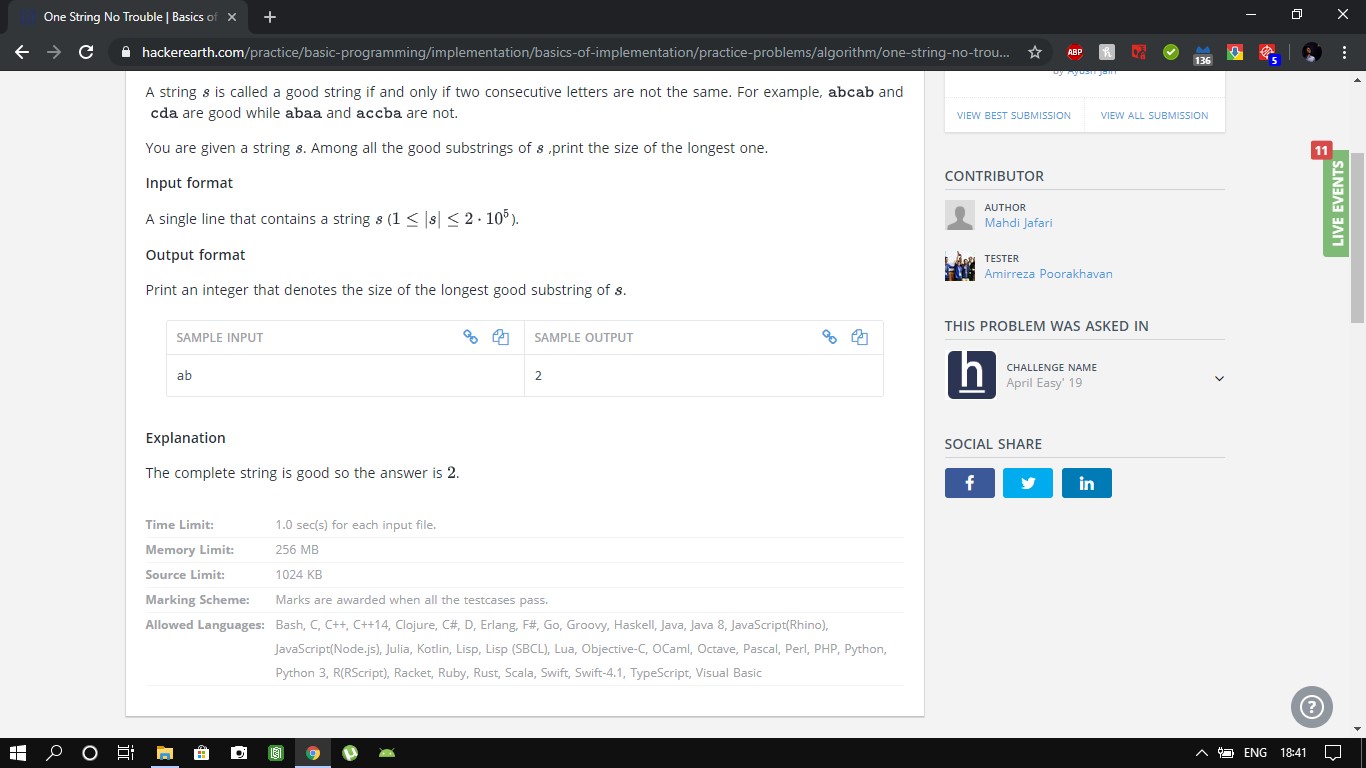 One String No Trouble | Basics of
hackerearth.com/practice/basic-programming/implementation/basics-of-implementation/practice-problems/algorithm/one-string-no-trou...
ABP
136
5
A string s is called a good string if and only if two consecutive letters are not the same. For example, abcab and
cda are good while abaa and accba are not.
You are given a string s. Among all the good substrings of s ,print the size of the longest one.
Input format
A single line that contains a string s (1 ≤ |s| ≤ 2 · 10⁵).
Output format
Print an integer that denotes the size of the longest good substring of s.
SAMPLE INPUT
SAMPLE OUTPUT
ab
2
Explanation
The complete string is good so the answer is 2.
Time Limit: 1.0 sec(s) for each input file.
Memory Limit: 256 MB
Source Limit: 1024 KB
Marking Scheme: Marks are awarded when all the testcases pass.
Allowed Languages: Bash, C, C++, C++14, Clojure, C#, D, Erlang, F#, Go, Groovy, Haskell, Java, Java 8, JavaScript(Rhino),
JavaScript(Node.js), Julia, Kotlin, Lisp, Lisp (SBCL), Lua, Objective-C, OCaml, Octave, Pascal, Perl, PHP, Python,
Python 3, R(RScript), Racket, Ruby, Rust, Scala, Swift, Swift-4.1, TypeScript, Visual Basic
by Ayush Jain
VIEW BEST SUBMISSION
VIEW ALL SUBMISSION
CONTRIBUTOR
AUTHOR
Mahdi Jafari
TESTER
Amirreza Poorakhavan
THIS PROBLEM WAS ASKED IN
h
CHALLENGE NAME
April Easy' 19
SOCIAL SHARE
f
in
11
LIVE EVENTS
?
ENG
18:41